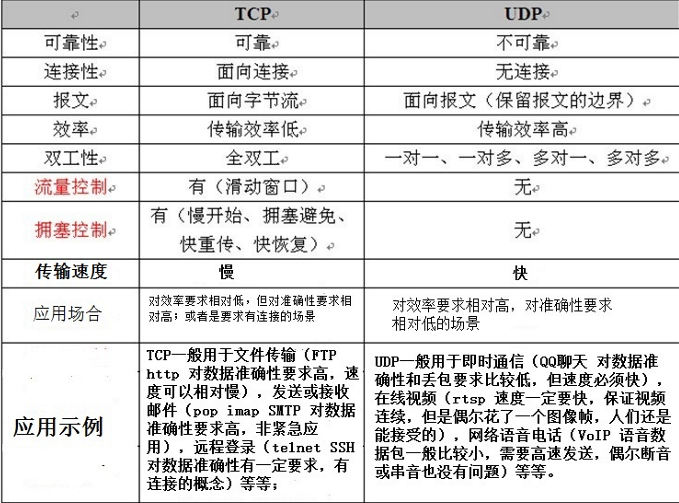 TCP UDP
可靠性 可靠 不可靠
连接性 面向连接 无连接
报文 面向字节流 面向报文（保留报文的边界）
效率 传输效率低 传输效率高
双工性 全双工 一对一、一对多、多对一、多对多
流量控制 有（滑动窗口） 无
拥塞控制 有（慢开始、拥塞避免、
快重传、快恢复） 无
传输速度 慢 快
应用场合
对效率要求相对低，但对准确性要求相
对高；或者是要求有连接的场景
对效率要求相对高，对准确性要求
相对低的场景
应用示例
TCP一般用于文件传输（FTP
http 对数据准确性要求高，速
度可以相对慢），发送或接收
邮件（pop imap SMTP 对数据
准确性要求高，非紧急应
用），远程登录（telnet SSH
对数据准确性有一定要求，有
连接的概念）等等；
UDP一般用于即时通信（QQ聊天 对数据准
确性和丢包要求比较低，但速度必须快），
在线视频（rtsp 速度一定要快，保证视频
连续，但是偶尔花了一个图像帧，人们还是
能接受的），网络语音电话（VoIP 语音数
据包一般比较小，需要高速发送，偶尔断音
或串音也没有问题）等等。